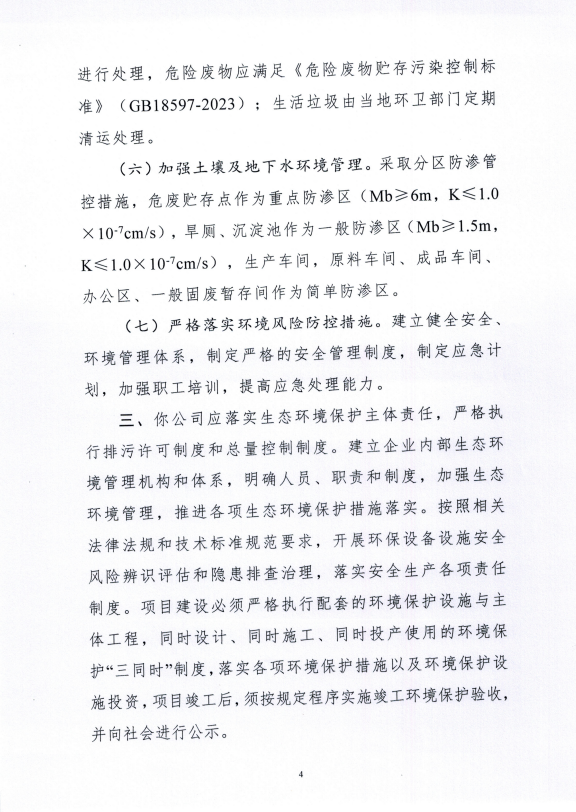 进行处理，危险废物应满足《危险废物贮存污染控制标
准》（GB18597-2023）；生活垃圾由当地环卫部门定期
清运处理。
（六）加强土壤及地下水环境管理。采取分区防渗管
控措施，危废贮存点作为重点防渗区（Mb≥6m，K≤1.0
×10⁻⁷cm/s），旱厕、沉淀池作为一般防渗区（Mb≥1.5m，
K≤1.0×10⁻⁷cm/s），生产车间，原料车间、成品车间、
办公区、一般固废暂存间作为简单防渗区。
（七）严格落实环境风险防控措施。建立健全安全、
环境管理体系，制定严格的安全管理制度，制定应急计
划，加强职工培训，提高应急处理能力。
三、你公司应落实生态环境保护主体责任，严格执
行排污许可制度和总量控制制度。建立企业内部生态环
境管理机构和体系，明确人员、职责和制度，加强生态
环境管理，推进各项生态环境保护措施落实。按照相关
法律法规和技术标准规范要求，开展环保设备设施安全
风险辨识评估和隐患排查治理，落实安全生产各项责任
制度。项目建设必须严格执行配套的环境保护设施与主
体工程，同时设计、同时施工、同时投产使用的环境保
护“三同时”制度，落实各项环境保护措施以及环境保护设
施投资，项目竣工后，须按规定程序实施竣工环境保护验收，
并向社会进行公示。
4